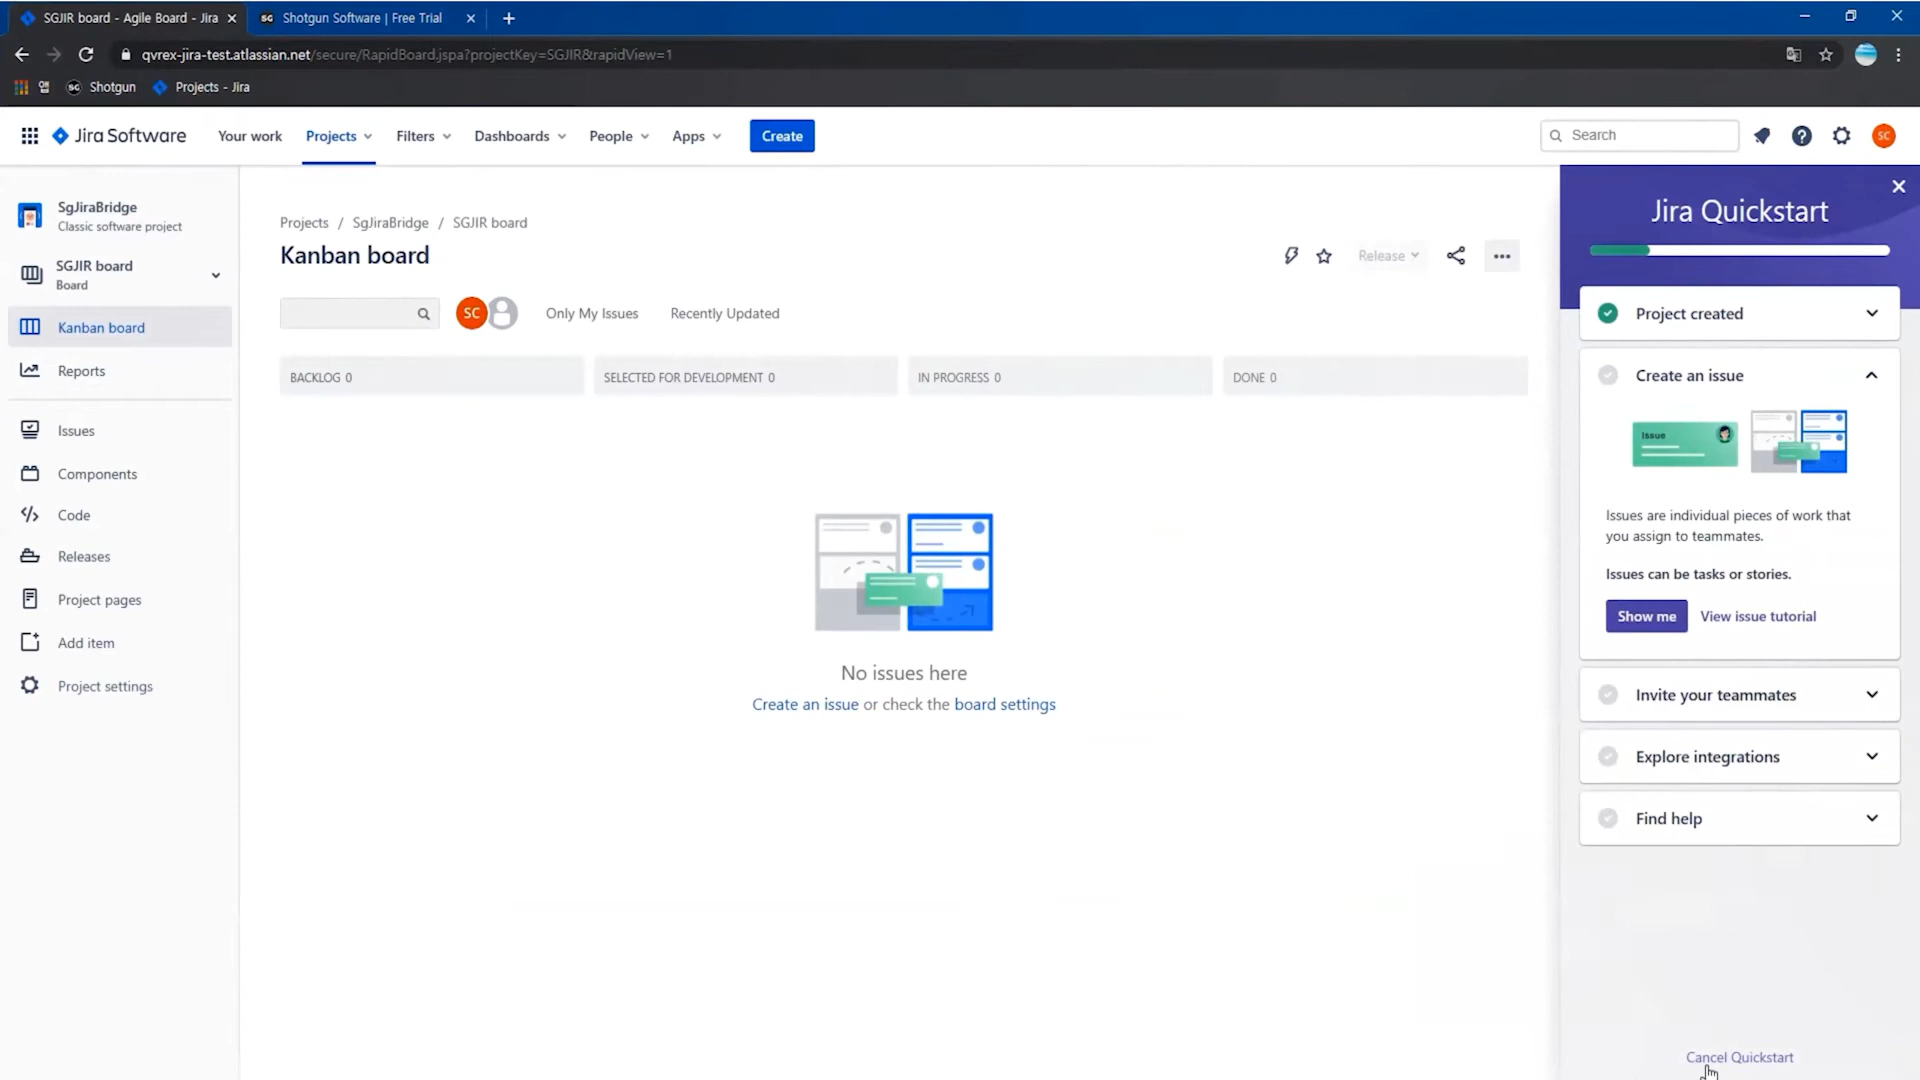 SGJIR board - Agile Board - Jira
Shotgun Software | Free Trial
qvrex-jira-test.atlassian.net/secure/RapidBoard.jspa?projectKey=SGJIR&rapidView=1
Shotgun
Projects - Jira
Jira Software
Your work
Projects
Filters
Dashboards
People
Apps
Create
Search
SC
SgJiraBridge
Classic software project
SGJIR board
Board
Kanban board
Reports
Issues
Components
Code
Releases
Project pages
Add item
Project settings
Projects / SgJiraBridge / SGJIR board
Kanban board
Release
SC
Only My Issues
Recently Updated
BACKLOG 0
SELECTED FOR DEVELOPMENT 0
IN PROGRESS 0
DONE 0
No issues here
Create an issue or check the board settings
Jira Quickstart
Project created
Create an issue
Issue
Issues are individual pieces of work that
you assign to teammates.
Issues can be tasks or stories.
Show me
View issue tutorial
Invite your teammates
Explore integrations
Find help
Cancel Quickstart